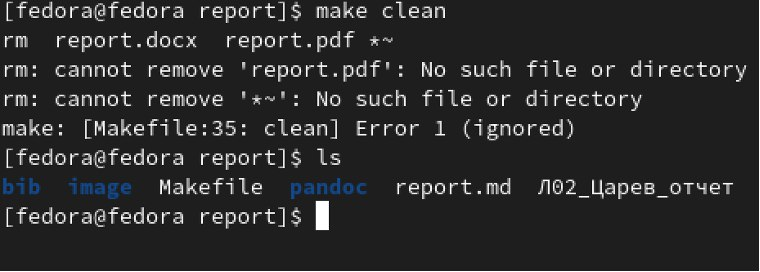 [fedora@fedora report]$ make clean
rm  report.docx  report.pdf *~
rm: cannot remove 'report.pdf': No such file or directory
rm: cannot remove '*~': No such file or directory
make: [Makefile:35: clean] Error 1 (ignored)
[fedora@fedora report]$ ls
bib  image  Makefile  pandoc  report.md  Л02_Царев_отчет
[fedora@fedora report]$